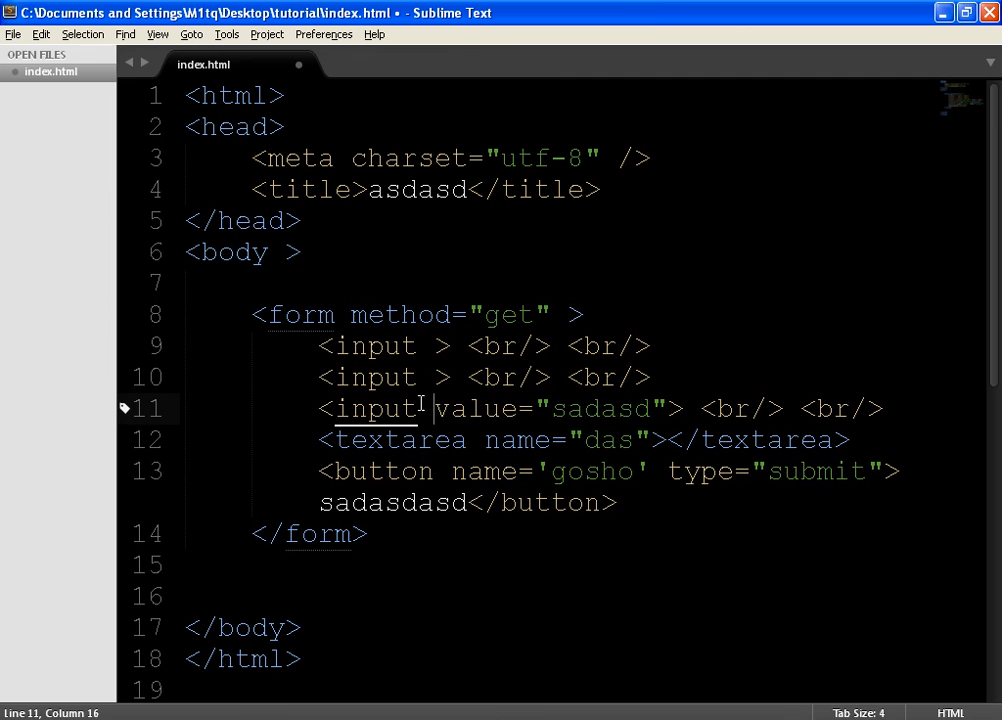 C:\Documents and Settings\M1tq\Desktop\tutorial\index.html • - Sublime Text
File Edit Selection Find View Goto Tools Project Preferences Help
OPEN FILES
index.html
index.html
1 <html>
2 <head>
3 <meta charset="utf-8" />
4 <title>asdasd</title>
5 </head>
6 <body >
7
8 <form method="get" >
9 <input > <br/> <br/>
10 <input > <br/> <br/>
11 <input value="sadasd"> <br/> <br/>
12 <textarea name="das"></textarea>
13 <button name='gosho' type="submit">
sadasdasd</button>
14 </form>
15
16
17 </body>
18 </html>
19
Line 11, Column 16 Tab Size: 4 HTML